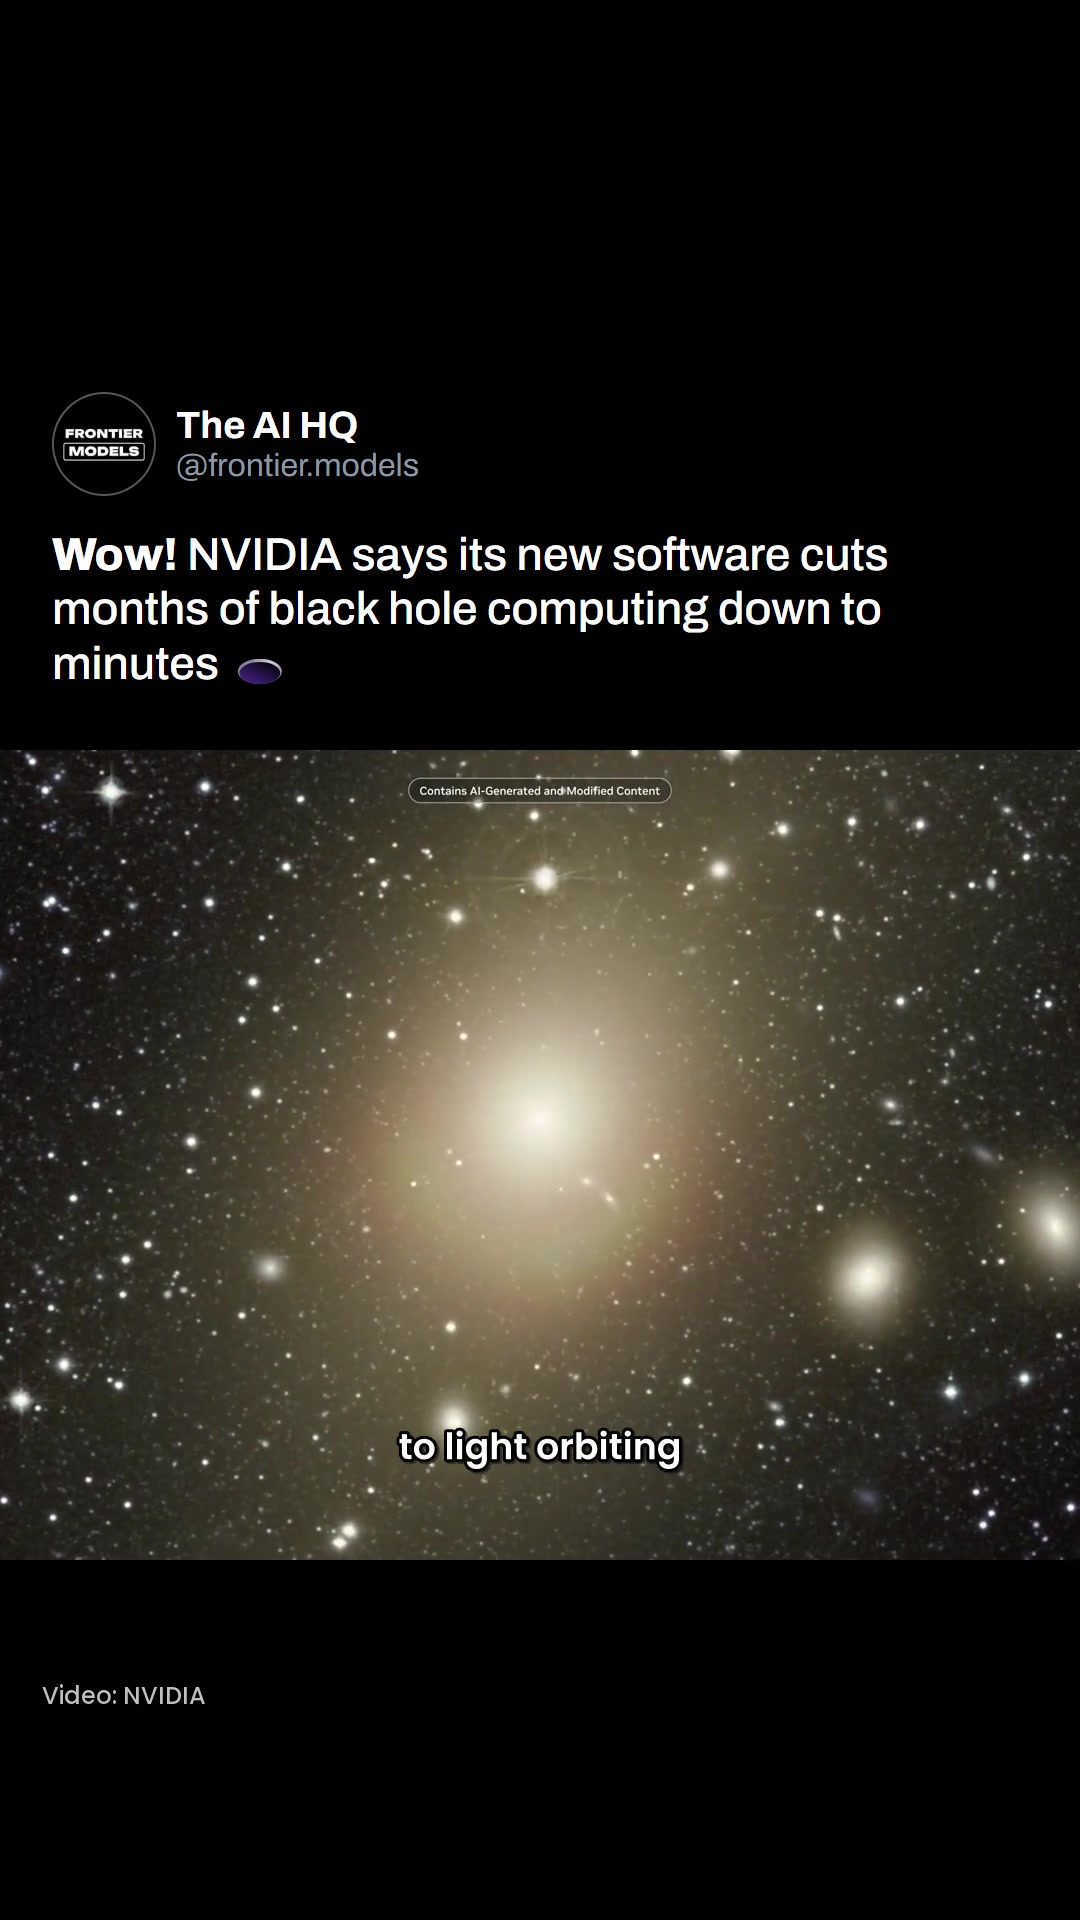 FRONTIER
MODELS
The AI HQ
@frontier.models
Wow! NVIDIA says its new software cuts
months of black hole computing down to
minutes 🕳️
Contains AI-Generated and Modified Content
to light orbiting
Video: NVIDIA